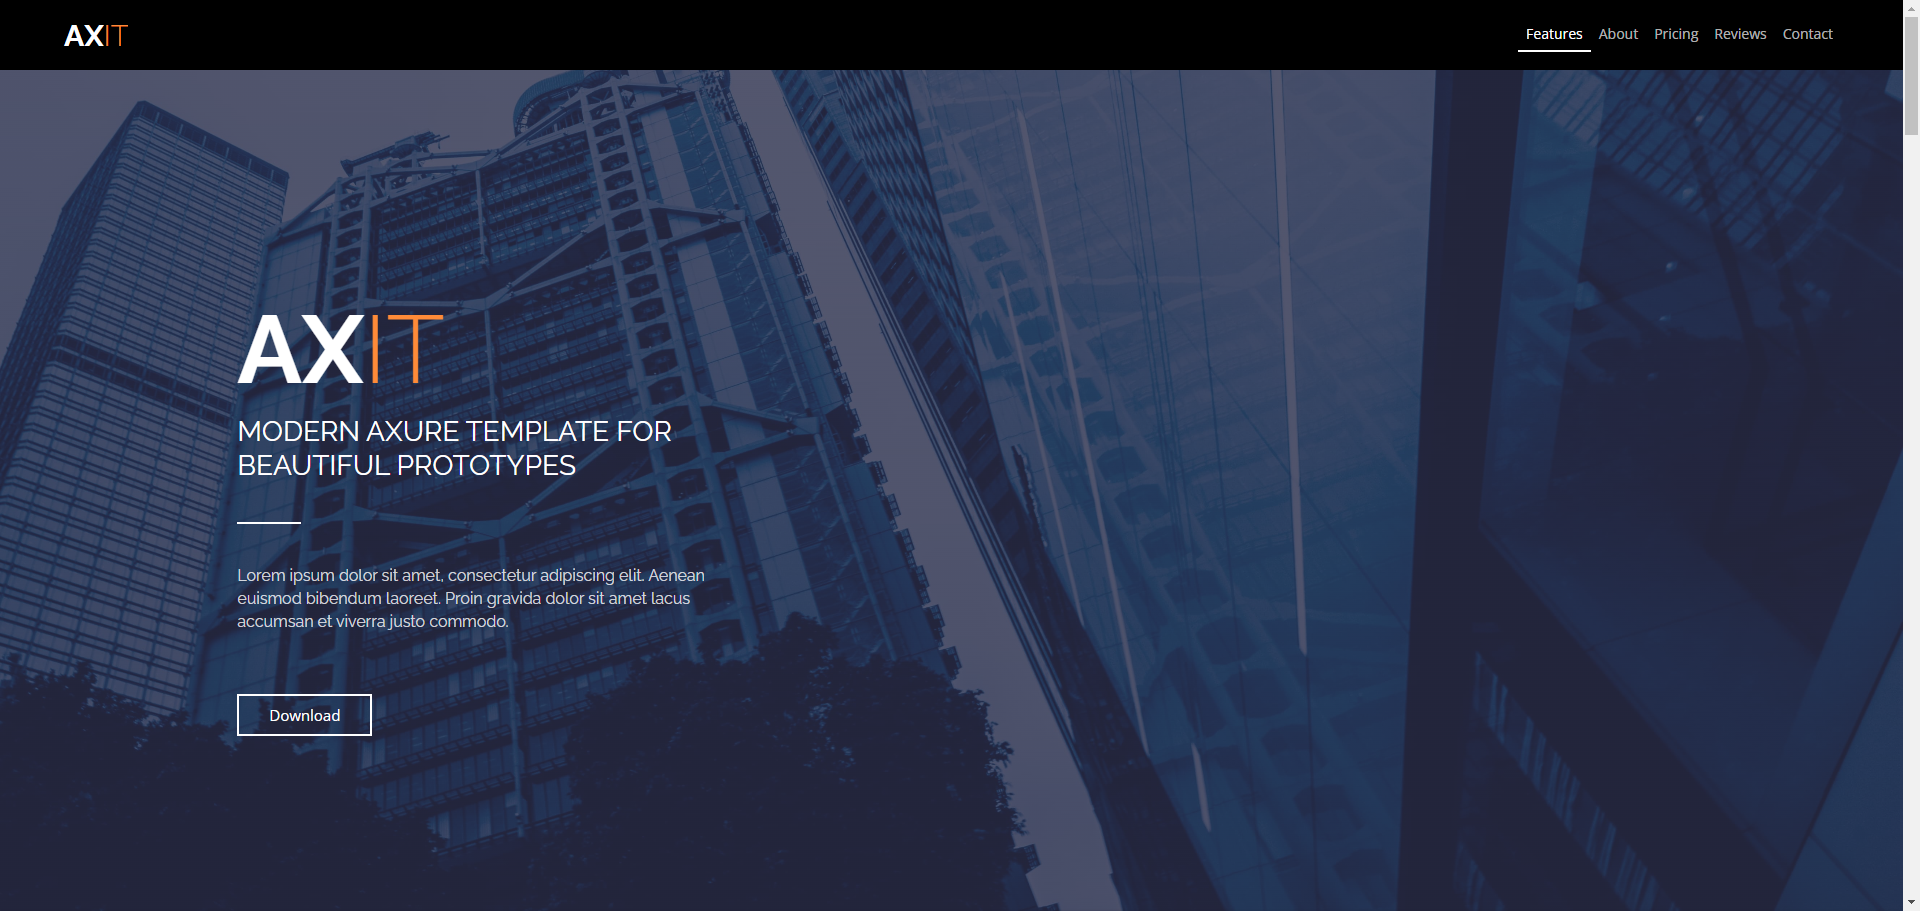 AXIT
Features About Pricing Reviews Contact
AXIT
MODERN AXURE TEMPLATE FOR
BEAUTIFUL PROTOTYPES
Lorem ipsum dolor sit amet, consectetur adipiscing elit. Aenean
euismod bibendum laoreet. Proin gravida dolor sit amet lacus
accumsan et viverra justo commodo.
Download